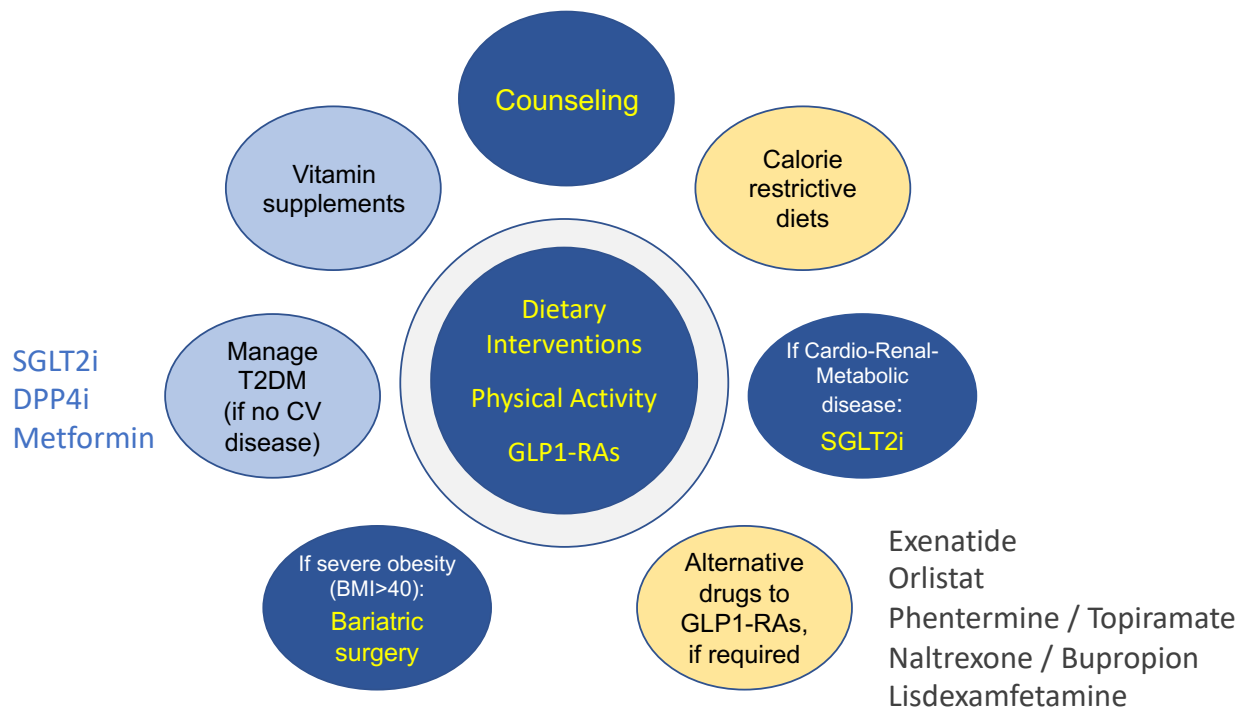 Counseling
Vitamin
supplements
Calorie
restrictive
diets
Dietary
Interventions
Physical Activity
GLP1-RAs
SGLT2i
DPP4i
Metformin
Manage
T2DM
(if no CV
disease)
If Cardio-Renal-
Metabolic
disease:
SGLT2i
If severe obesity
(BMI>40):
Bariatric
surgery
Alternative
drugs to
GLP1-RAs,
if required
Exenatide
Orlistat
Phentermine / Topiramate
Naltrexone / Bupropion
Lisdexamfetamine